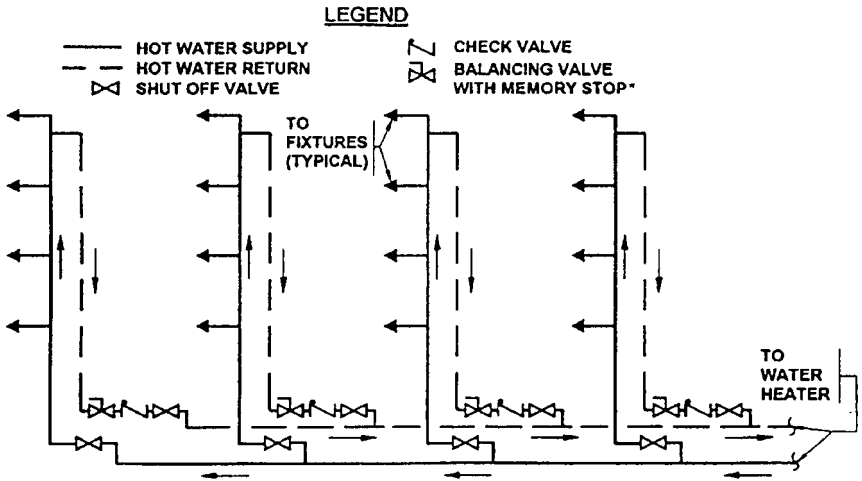 LEGEND
HOT WATER SUPPLY
HOT WATER RETURN
SHUT OFF VALVE
CHECK VALVE
BALANCING VALVE
WITH MEMORY STOP*
TO
FIXTURES
(TYPICAL)
TO
WATER
HEATER